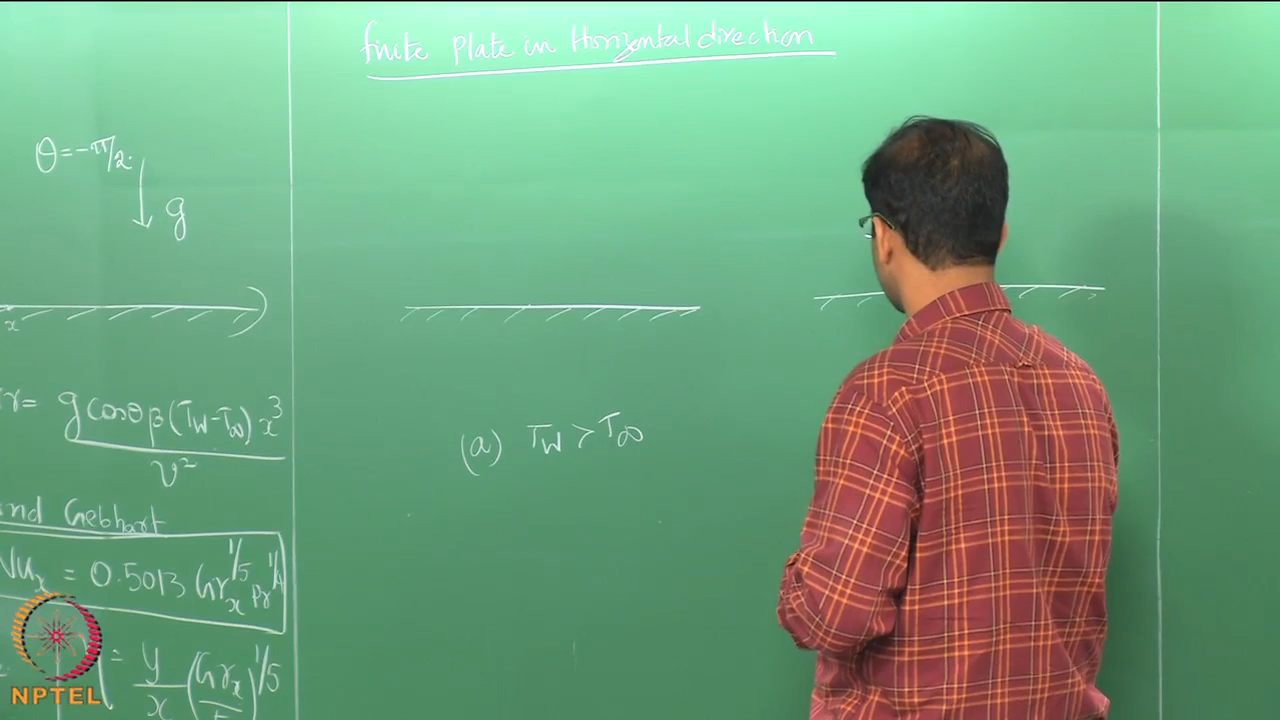 finite Plate in Horizontal direction
θ = -π/2.
g
x
Gr = g cosθ β (Tw - T∞) x³ / ν²
and Gebhart
Nuₓ = 0.5013 Grₓ^1/5 Pr^1/4
η = y/x (Grₓ/5)^1/5
(a) Tw > T∞
NPTEL